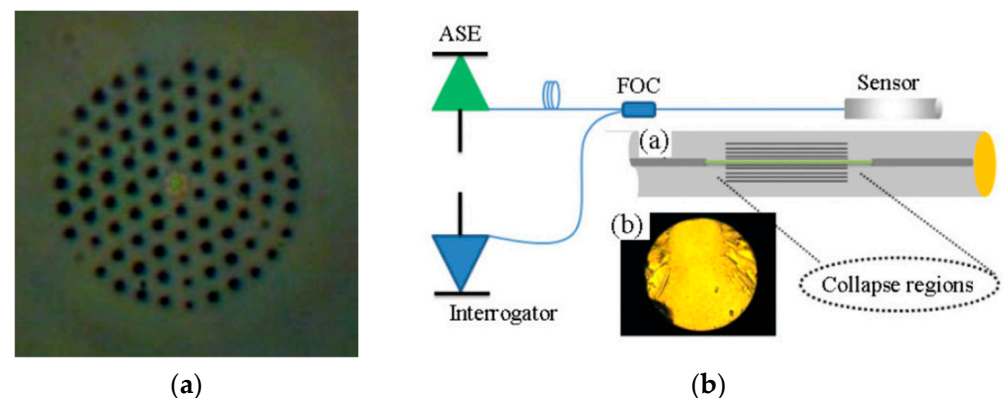 ASE
FOC
Sensor
(a)
(b)
Collapse regions
Interrogator
(a)
(b)